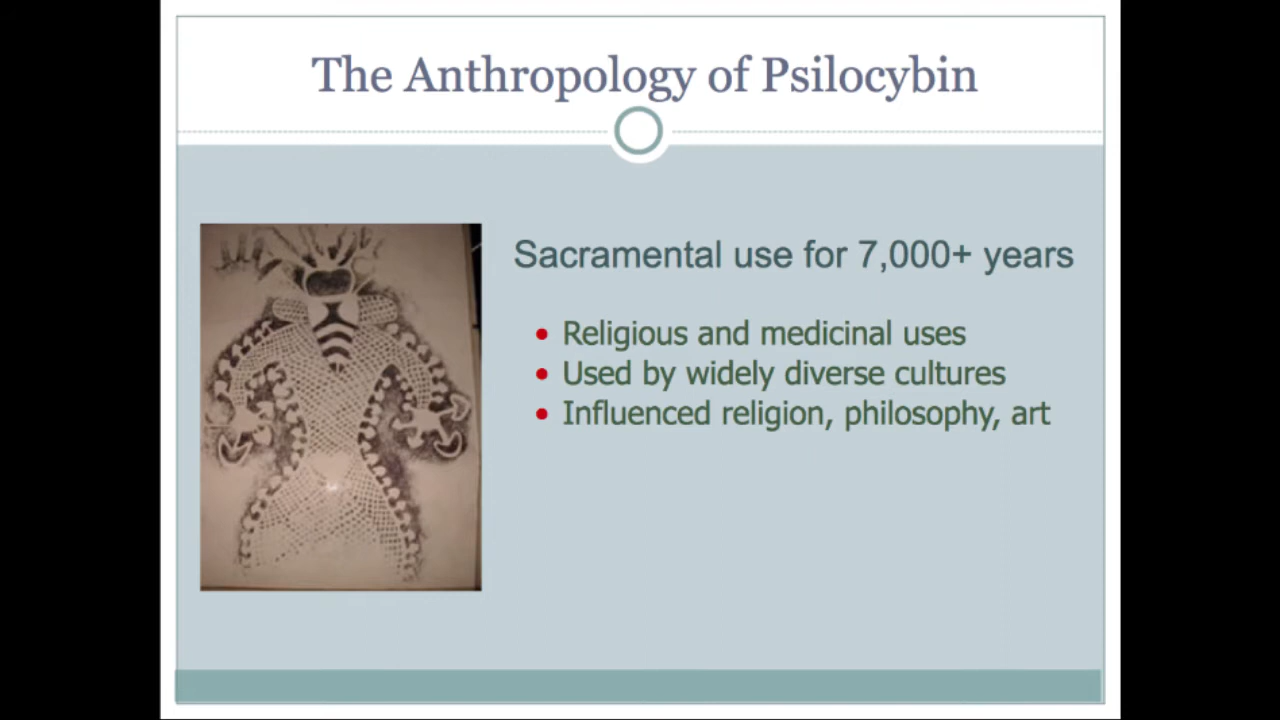 The Anthropology of Psilocybin
Sacramental use for 7,000+ years
Religious and medicinal uses
Used by widely diverse cultures
Influenced religion, philosophy, art